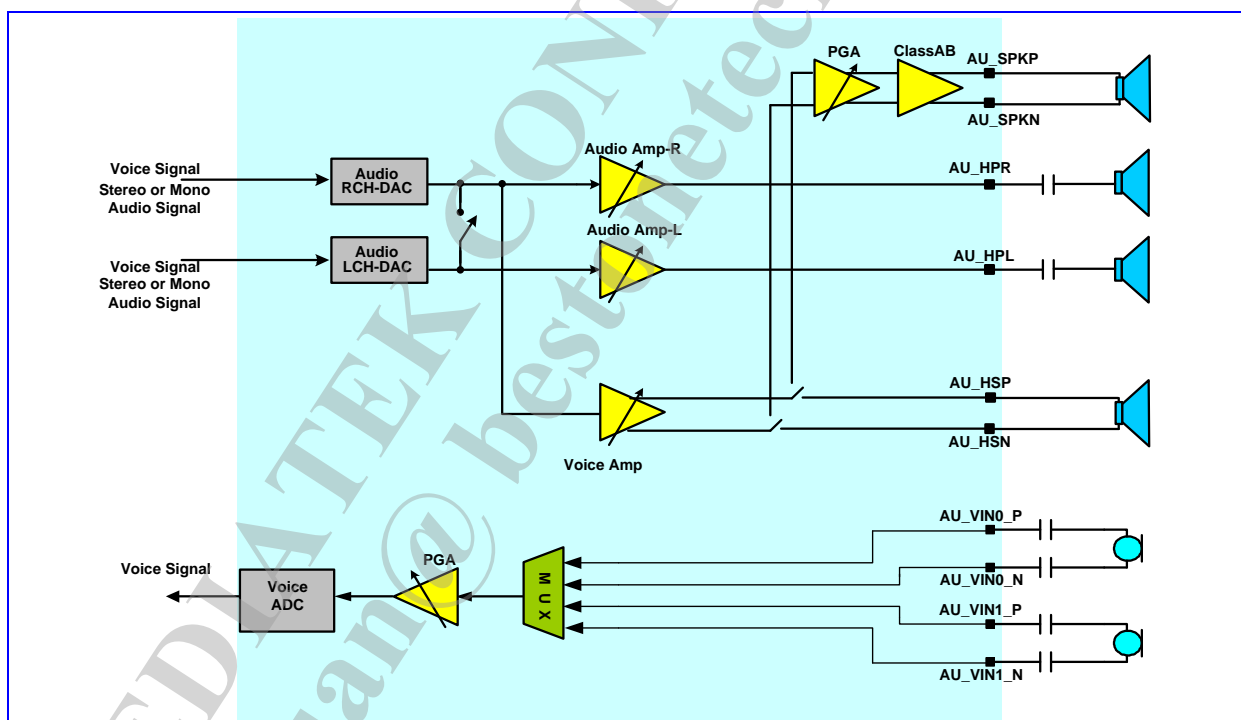 PGA
ClassAB
AU_SPKP
AU_SPKN
Voice Signal
Stereo or Mono
Audio Signal
Audio
RCH-DAC
Audio Amp-R
AU_HPR
Voice Signal
Stereo or Mono
Audio Signal
Audio
LCH-DAC
Audio Amp-L
AU_HPL
Voice Amp
AU_HSP
AU_HSN
Voice Signal
Voice
ADC
PGA
MUX
AU_VIN0_P
AU_VIN0_N
AU_VIN1_P
AU_VIN1_N